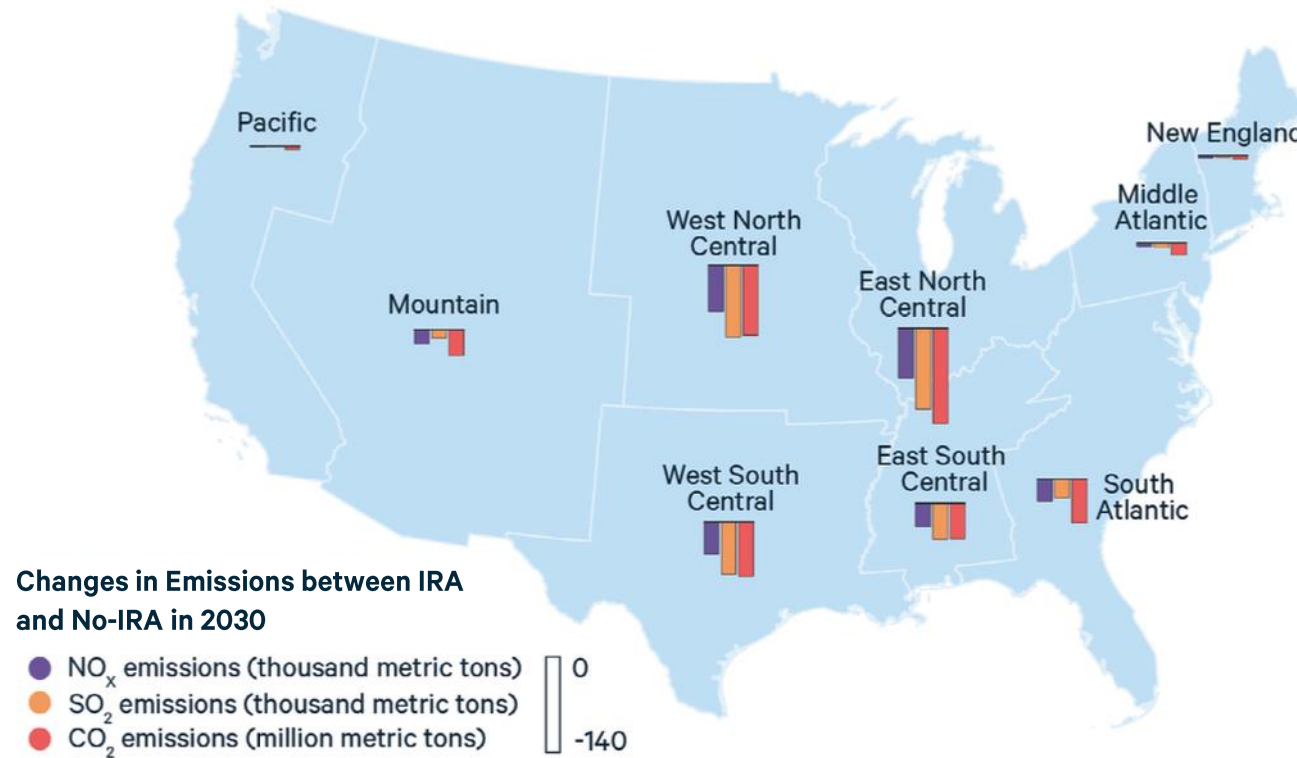 Pacific
New England
Middle
Atlantic
West North
Central
East North
Central
Mountain
West South
Central
East South
Central
South
Atlantic
Changes in Emissions between IRA
and No-IRA in 2030
NOx emissions (thousand metric tons)
0
SO2 emissions (thousand metric tons)
CO2 emissions (million metric tons)
-140